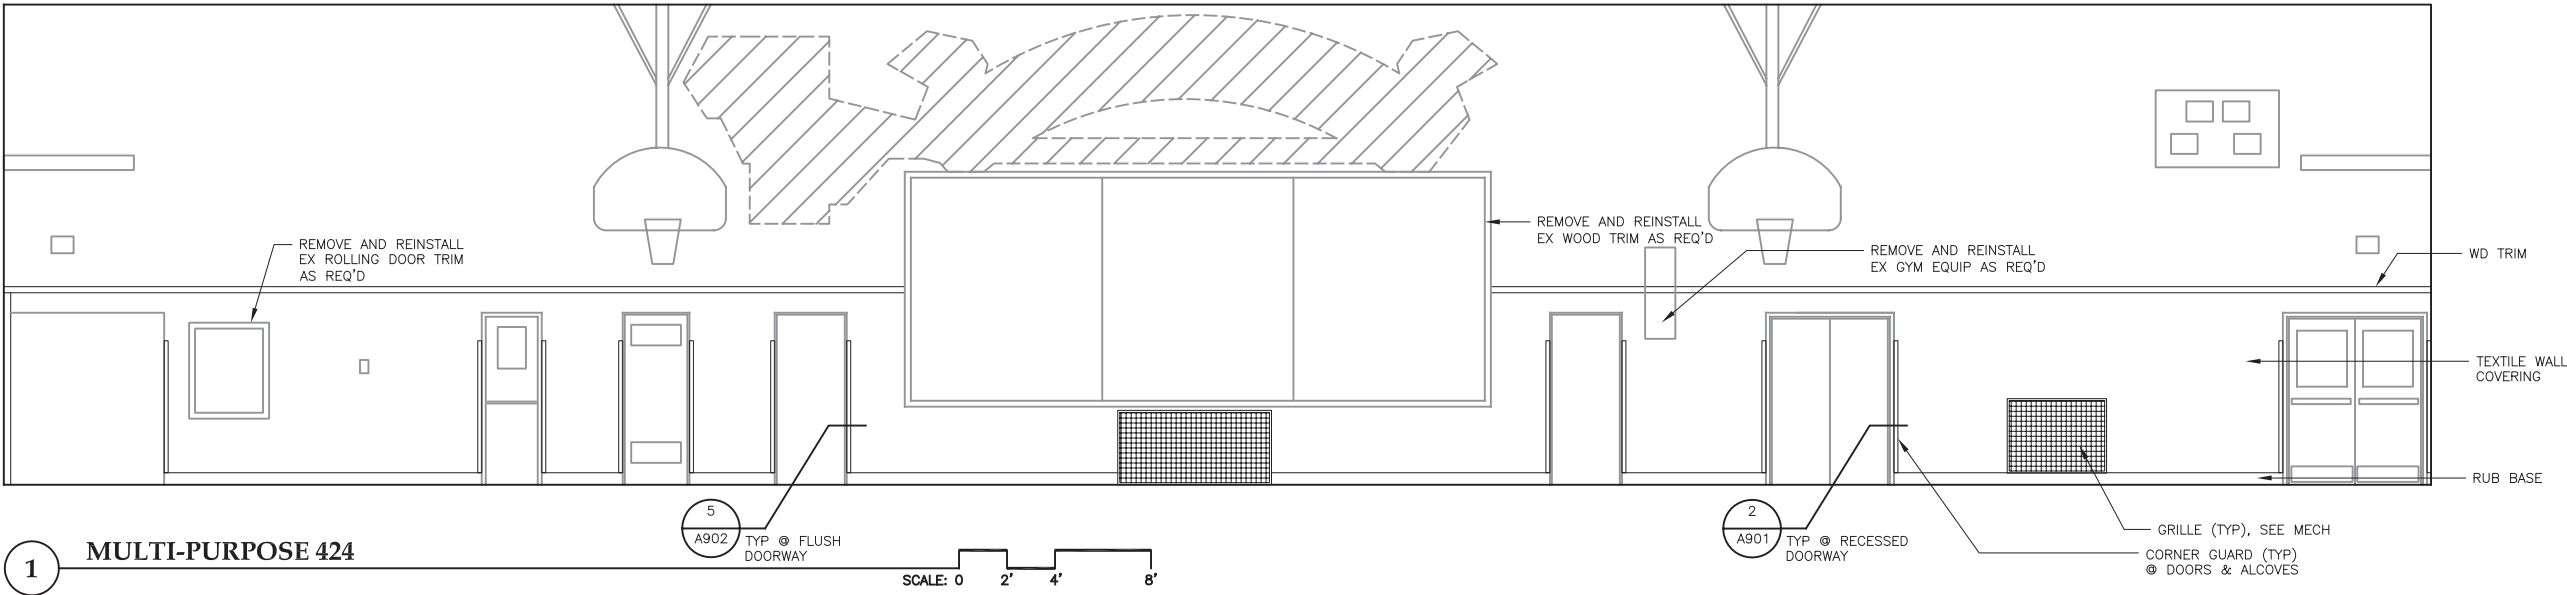 REMOVE AND REINSTALL
EX ROLLING DOOR TRIM
AS REQ'D
REMOVE AND REINSTALL
EX WOOD TRIM AS REQ'D
REMOVE AND REINSTALL
EX GYM EQUIP AS REQ'D
WD TRIM
TEXTILE WALL
COVERING
RUB BASE
5
A902
TYP @ FLUSH
DOORWAY
2
A901
TYP @ RECESSED
DOORWAY
GRILLE (TYP), SEE MECH
CORNER GUARD (TYP)
@ DOORS & ALCOVES
1
MULTI-PURPOSE 424
SCALE: 0 2' 4' 8'